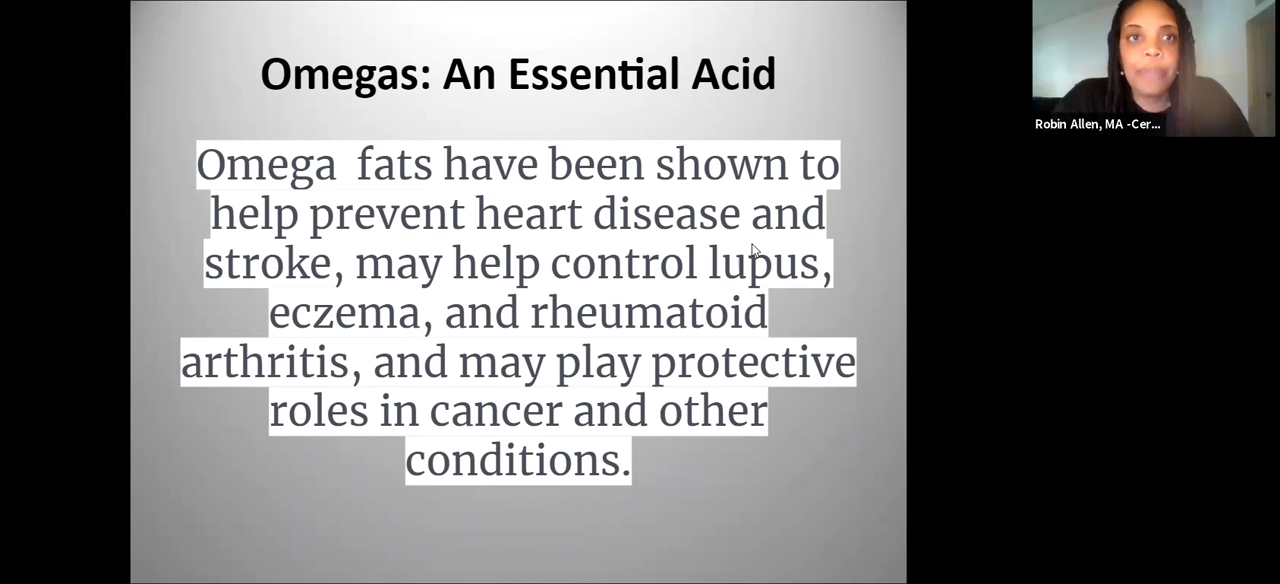 Omegas: An Essential Acid
Omega fats have been shown to
help prevent heart disease and
stroke, may help control lupus,
eczema, and rheumatoid
arthritis, and may play protective
roles in cancer and other
conditions.
Robin Allen, MA -Cer...